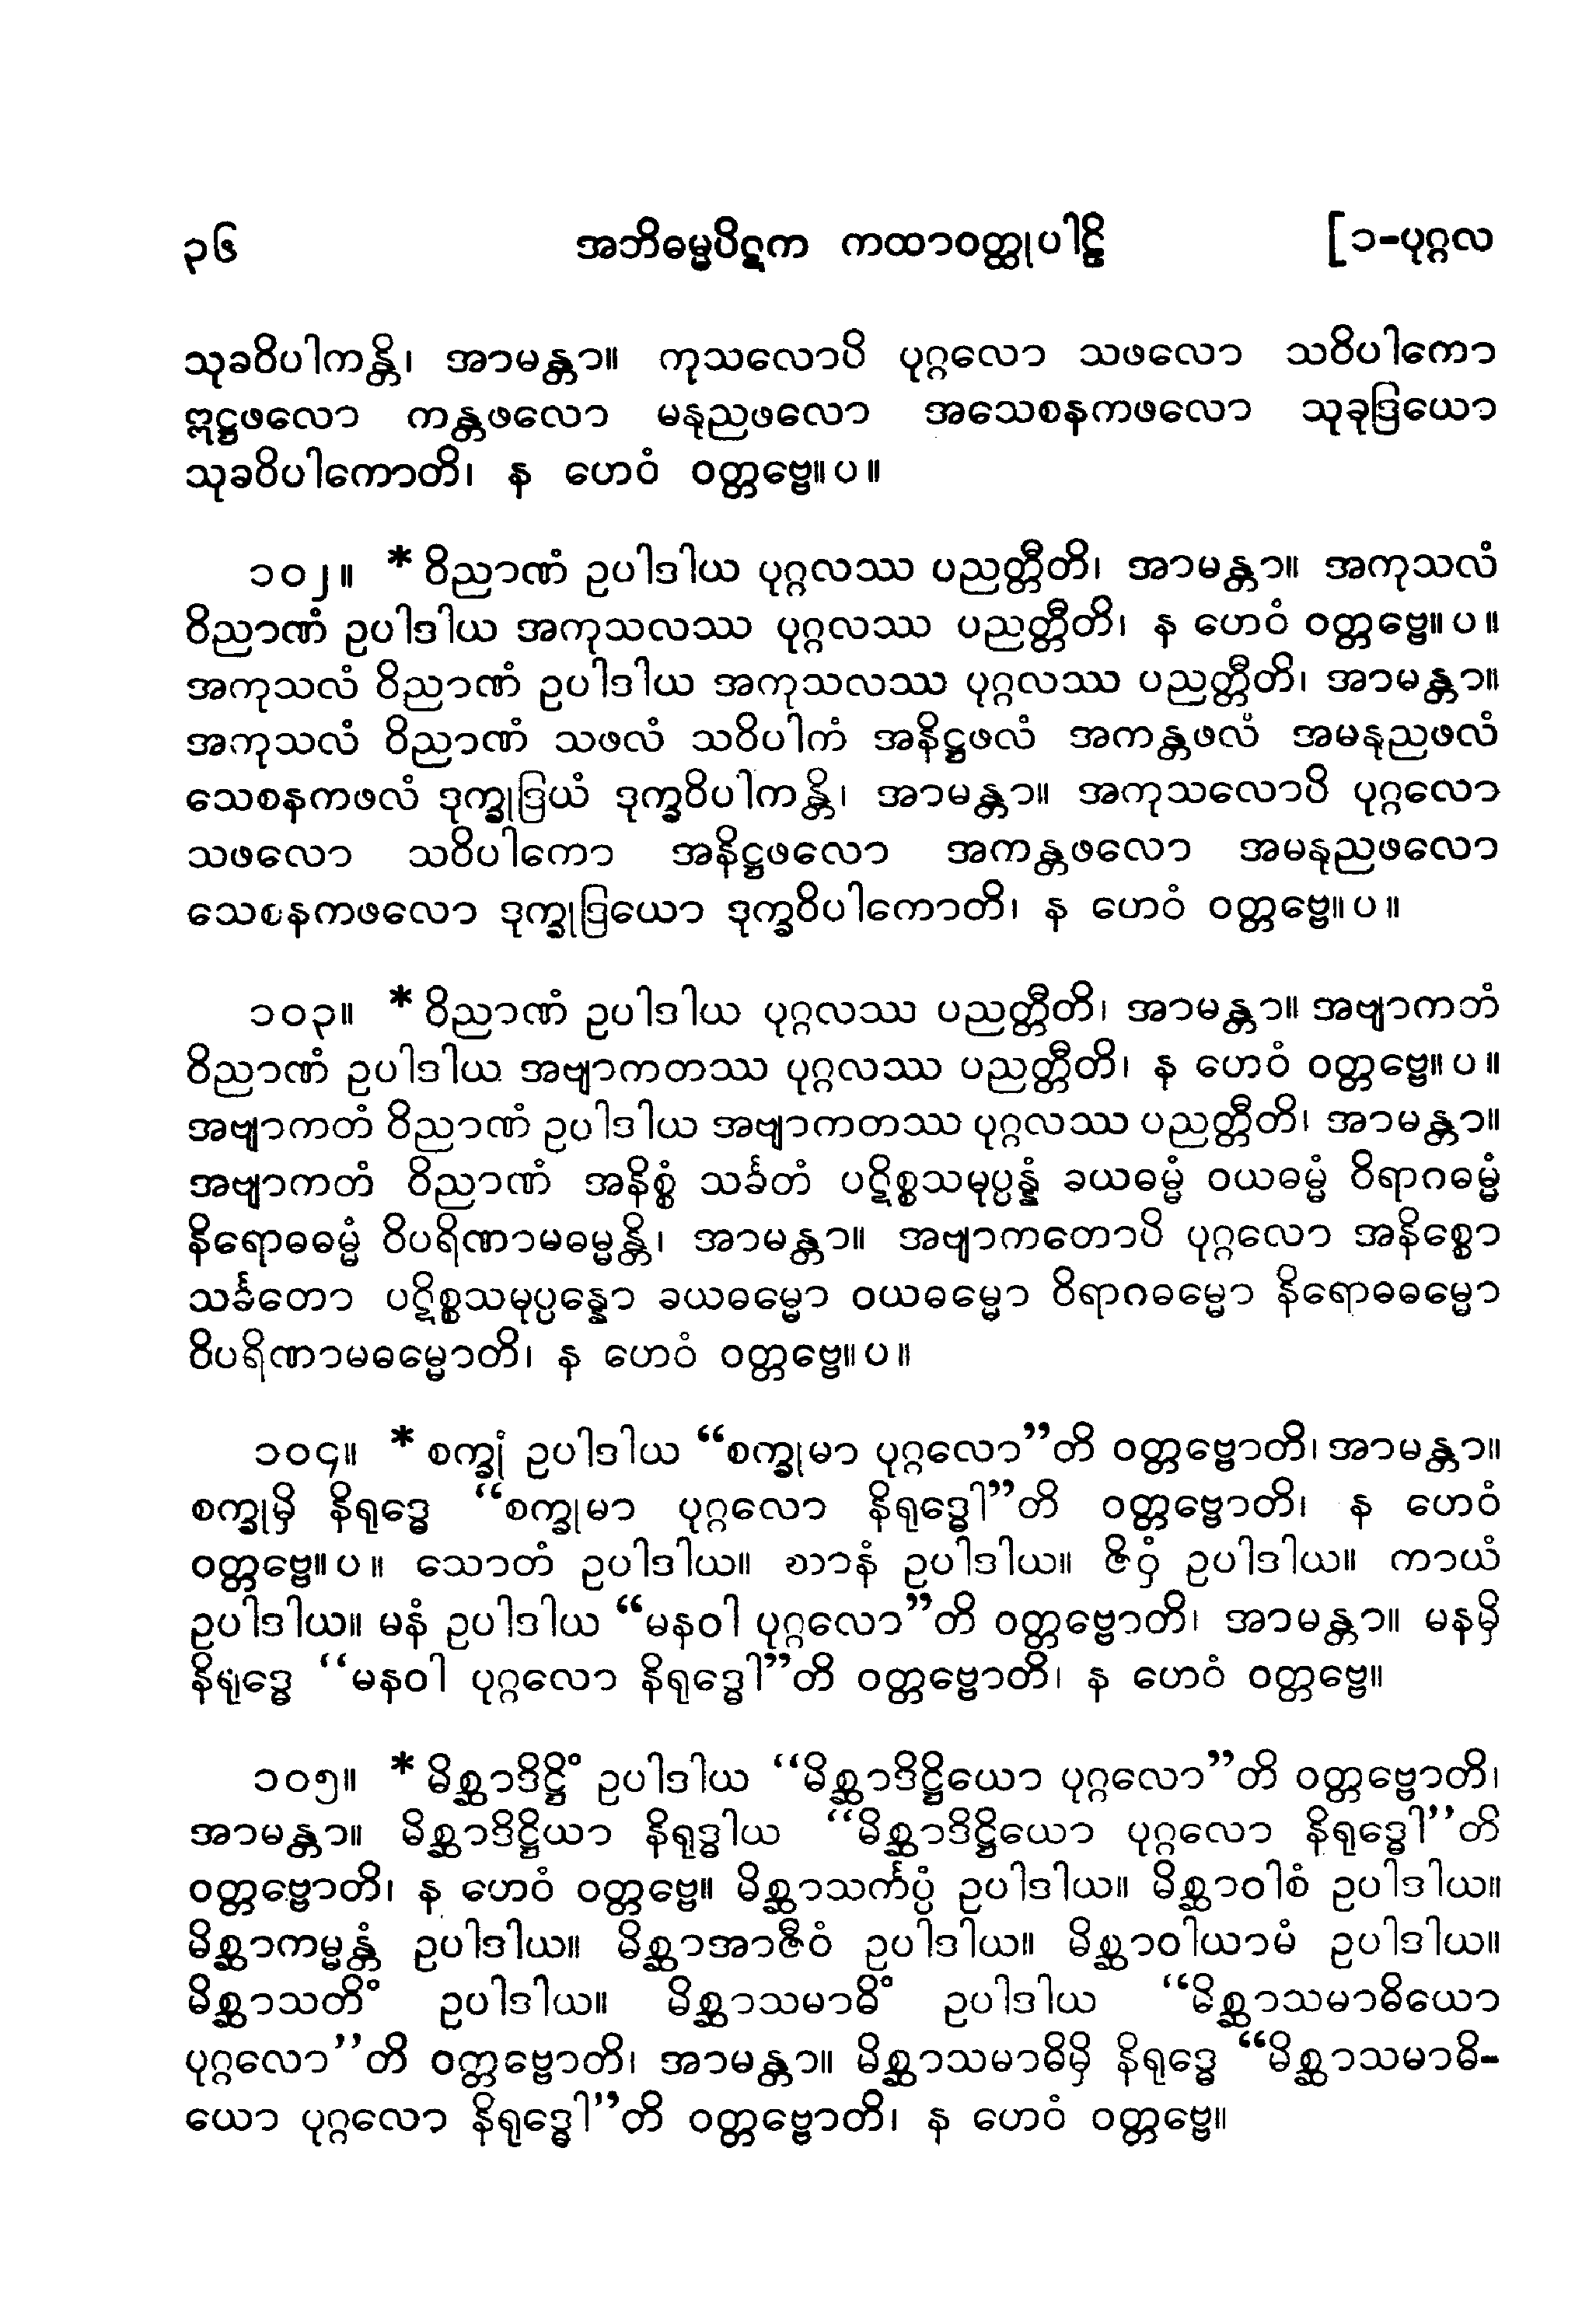 ၃၆ အဘိဓမ္မပိဋက ကထာဝတ္ထုပါဠိ [၁-ပုဂ္ဂလ
သုခဝိပါကန္တိ၊ အာမန္တာ။ ကုသလောပိ ပုဂ္ဂလော သဖလော သဝိပါကော
ဣဋ္ဌဖလော ကန္တဖလော မနုညဖလော အသေစနကဖလော သုခုဒြယော
သုခဝိပါကောတိ၊ န ဟေဝံ ဝတ္တဗ္ဗေ။ပ။
၁၀၂။ *ဝိညာဏံ ဥပါဒါယ ပုဂ္ဂလဿ ပညတ္တီတိ၊ အာမန္တာ။ အကုသလံ
ဝိညာဏံ ဥပါဒါယ အကုသလဿ ပုဂ္ဂလဿ ပညတ္တီတိ၊ န ဟေဝံ ဝတ္တဗ္ဗေ။ပ။
အကုသလံ ဝိညာဏံ ဥပါဒါယ အကုသလဿ ပုဂ္ဂလဿ ပညတ္တီတိ၊ အာမန္တာ။
အကုသလံ ဝိညာဏံ သဖလံ သဝိပါကံ အနိဋ္ဌဖလံ အကန္တဖလံ အမနုညဖလံ
သေစနကဖလံ ဒုက္ခုဒြယံ ဒုက္ခဝိပါကန္တိ၊ အာမန္တာ။ အကုသလောပိ ပုဂ္ဂလော
သဖလော သဝိပါကော အနိဋ္ဌဖလော အကန္တဖလော အမနုညဖလော
သေစနကဖလော ဒုက္ခုဒြယော ဒုက္ခဝိပါကောတိ၊ န ဟေဝံ ဝတ္တဗ္ဗေ။ပ။
၁၀၃။ *ဝိညာဏံ ဥပါဒါယ ပုဂ္ဂလဿ ပညတ္တီတိ၊ အာမန္တာ။ အဗျာကဘံ
ဝိညာဏံ ဥပါဒါယ အဗျာကတဿ ပုဂ္ဂလဿ ပညတ္တီတိ၊ န ဟေဝံ ဝတ္တဗ္ဗေ။ပ။
အဗျာကတံ ဝိညာဏံ ဥပါဒါယ အဗျာကတဿ ပုဂ္ဂလဿ ပညတ္တီတိ၊ အာမန္တာ။
အဗျာကတံ ဝိညာဏံ အနိစ္စံ သင်္ခတံ ပဋိစ္စသမုပ္ပန္နံ ခယဓမ္မံ ဝယဓမ္မံ ဝိရာဂဓမ္မံ
နိရောဓဓမ္မံ ဝိပရိဏာမဓမ္မန္တိ၊ အာမန္တာ။ အဗျာကတောပိ ပုဂ္ဂလော အနိစ္စော
သင်္ခတော ပဋိစ္စသမုပ္ပန္နော ခယဓမ္မော ဝယဓမ္မော ဝိရာဂဓမ္မော နိရောဓဓမ္မော
ဝိပရိဏာမဓမ္မောတိ၊ န ဟေဝံ ဝတ္တဗ္ဗေ။ပ။
၁၀၄။ *စက္ခုံ ဥပါဒါယ “စက္ခုမာ ပုဂ္ဂလော”တိ ဝတ္တဗ္ဗောတိ၊ အာမန္တာ။
စက္ခုမှိ နိရုဒ္ဓေ “စက္ခုမာ ပုဂ္ဂလော နိရုဒ္ဓေါ”တိ ဝတ္တဗ္ဗောတိ၊ န ဟေဝံ
ဝတ္တဗ္ဗေ။ပ။ သောတံ ဥပါဒါယ။ ဃာနံ ဥပါဒါယ။ ဇိဝှံ ဥပါဒါယ။ ကာယံ
ဥပါဒါယ။ မနံ ဥပါဒါယ “မနဝါ ပုဂ္ဂလော”တိ ဝတ္တဗ္ဗောတိ၊ အာမန္တာ။ မနမှိ
နိရုဒ္ဓေ “မနဝါ ပုဂ္ဂလော နိရုဒ္ဓေါ”တိ ဝတ္တဗ္ဗောတိ၊ န ဟေဝံ ဝတ္တဗ္ဗေ။
၁၀၅။ *မိစ္ဆာဒိဋ္ဌိံ ဥပါဒါယ “မိစ္ဆာဒိဋ္ဌိယော ပုဂ္ဂလော”တိ ဝတ္တဗ္ဗောတိ၊
အာမန္တာ။ မိစ္ဆာဒိဋ္ဌိယာ နိရုဒ္ဓါယ “မိစ္ဆာဒိဋ္ဌိယော ပုဂ္ဂလော နိရုဒ္ဓေါ”တိ
ဝတ္တဗ္ဗောတိ၊ န ဟေဝံ ဝတ္တဗ္ဗေ။ မိစ္ဆာသင်္ကပ္ပံ ဥပါဒါယ။ မိစ္ဆာဝါစံ ဥပါဒါယ။
မိစ္ဆာကမ္မန္တံ ဥပါဒါယ။ မိစ္ဆာအာဇီဝံ ဥပါဒါယ။ မိစ္ဆာဝါယာမံ ဥပါဒါယ။
မိစ္ဆာသတိံ ဥပါဒါယ။ မိစ္ဆာသမာဓိံ ဥပါဒါယ “မိစ္ဆာသမာဓိယော
ပုဂ္ဂလော”တိ ဝတ္တဗ္ဗောတိ၊ အာမန္တာ။ မိစ္ဆာသမာဓိမှိ နိရုဒ္ဓေ “မိစ္ဆာသမာဓိ-
ယော ပုဂ္ဂလော နိရုဒ္ဓေါ”တိ ဝတ္တဗ္ဗောတိ၊ န ဟေဝံ ဝတ္တဗ္ဗေ။